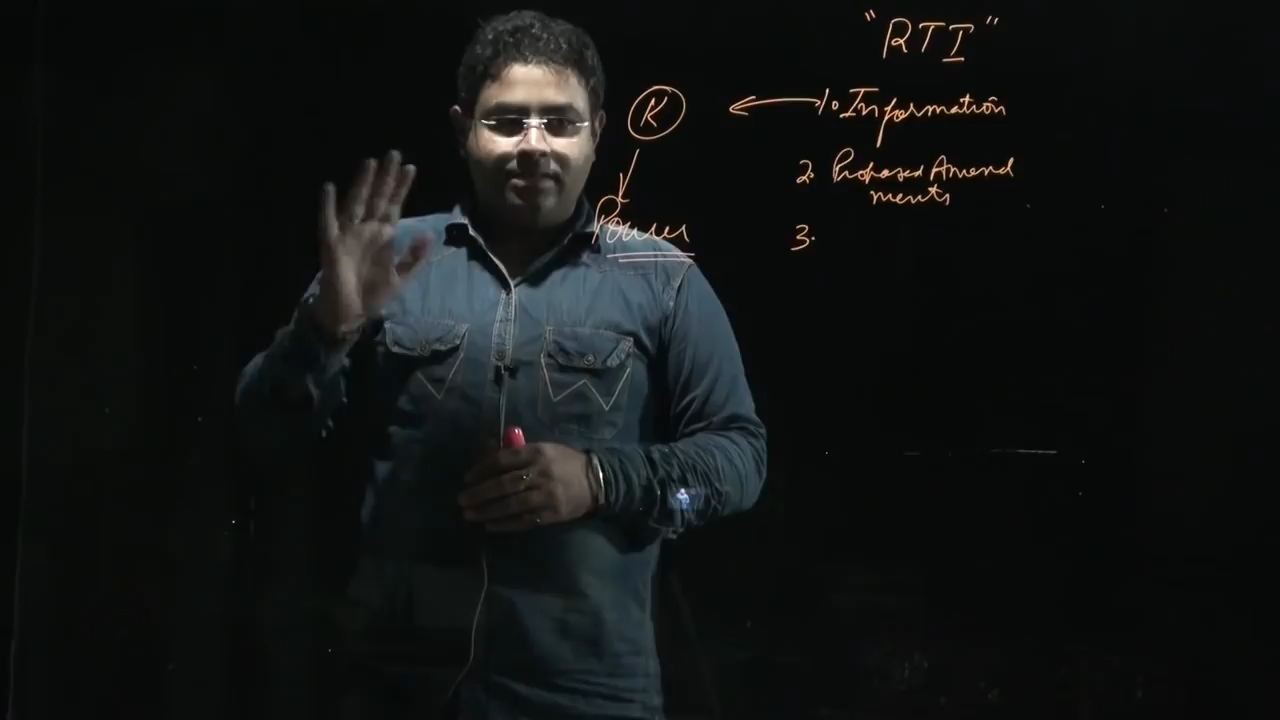 "RTI"
K
1. Information
2. Proposed Amend
ments
Power
3.